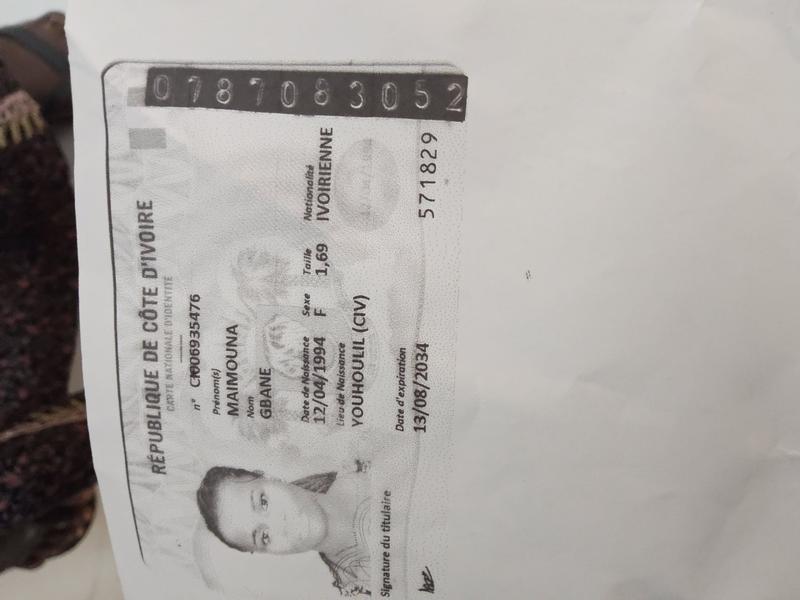 RÉPUBLIQUE DE CÔTE D'IVOIRE
CARTE NATIONALE D'IDENTITÉ
n° CI006935476
Prénom(s)
MAIMOUNA
Nom
GBANE
Date de Naissance Sexe Taille Nationalité
12/04/1994 F 1,69 IVOIRIENNE
Lieu de Naissance
YOUHOULIL (CIV)
Date d'expiration
13/08/2034
571829
Signature du titulaire
0787083052